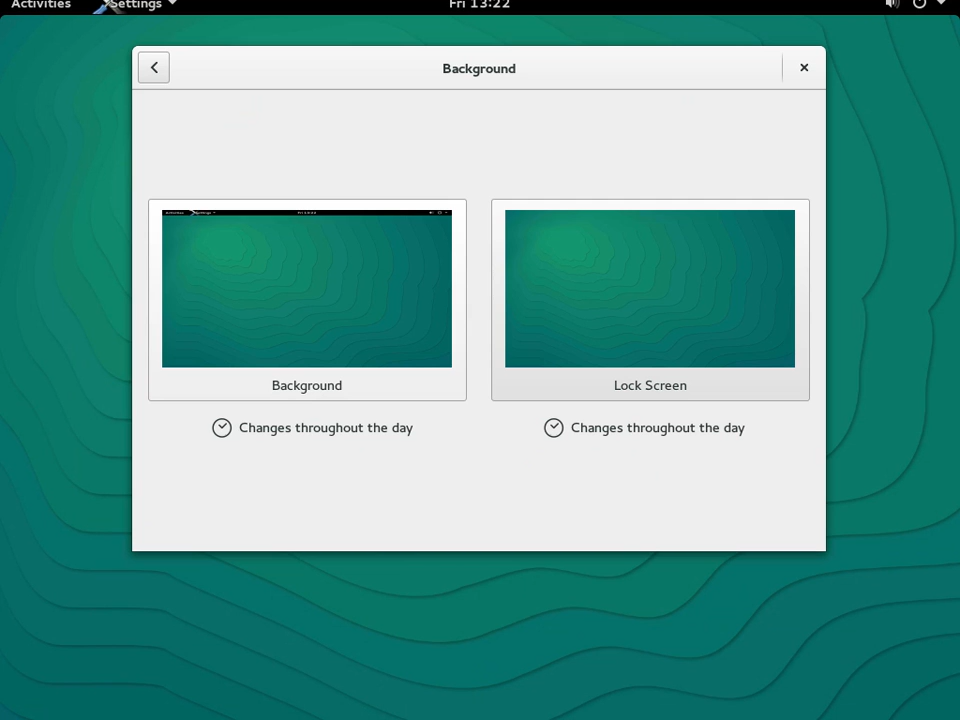 Activities Settings Fri 13:22
Background
Background Lock Screen
Changes throughout the day Changes throughout the day